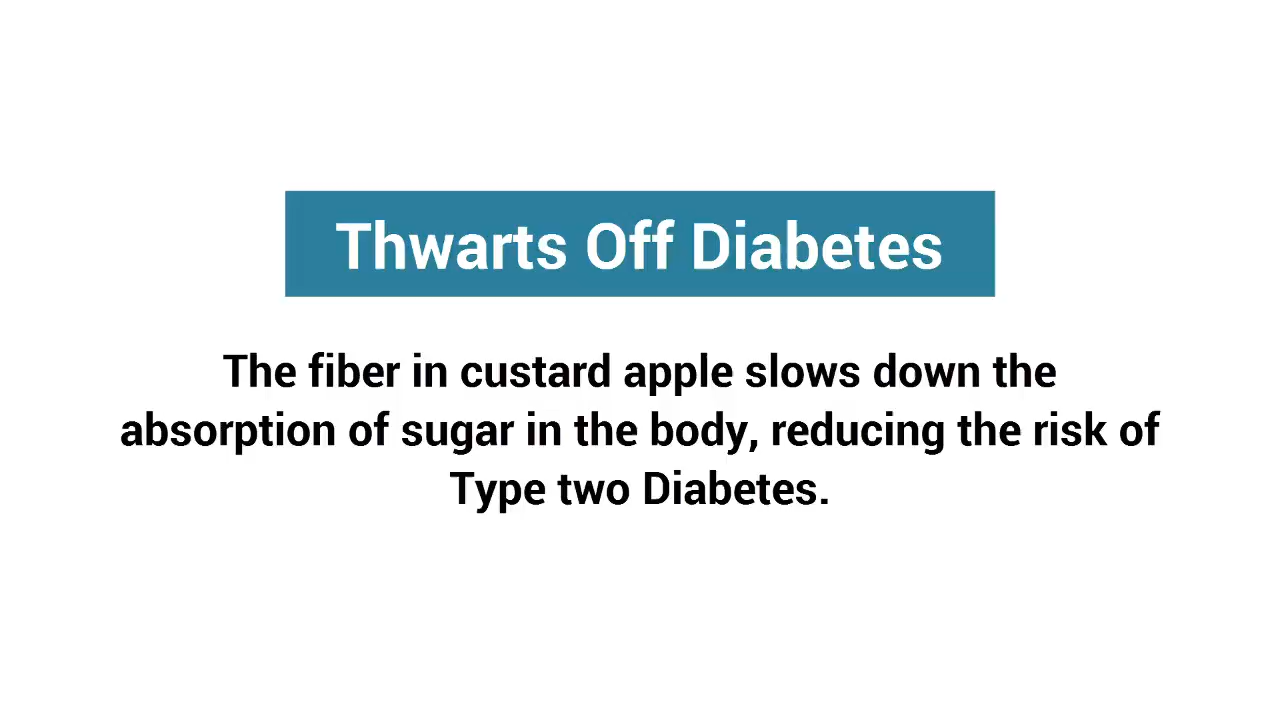 Thwarts Off Diabetes
The fiber in custard apple slows down the
absorption of sugar in the body, reducing the risk of
Type two Diabetes.